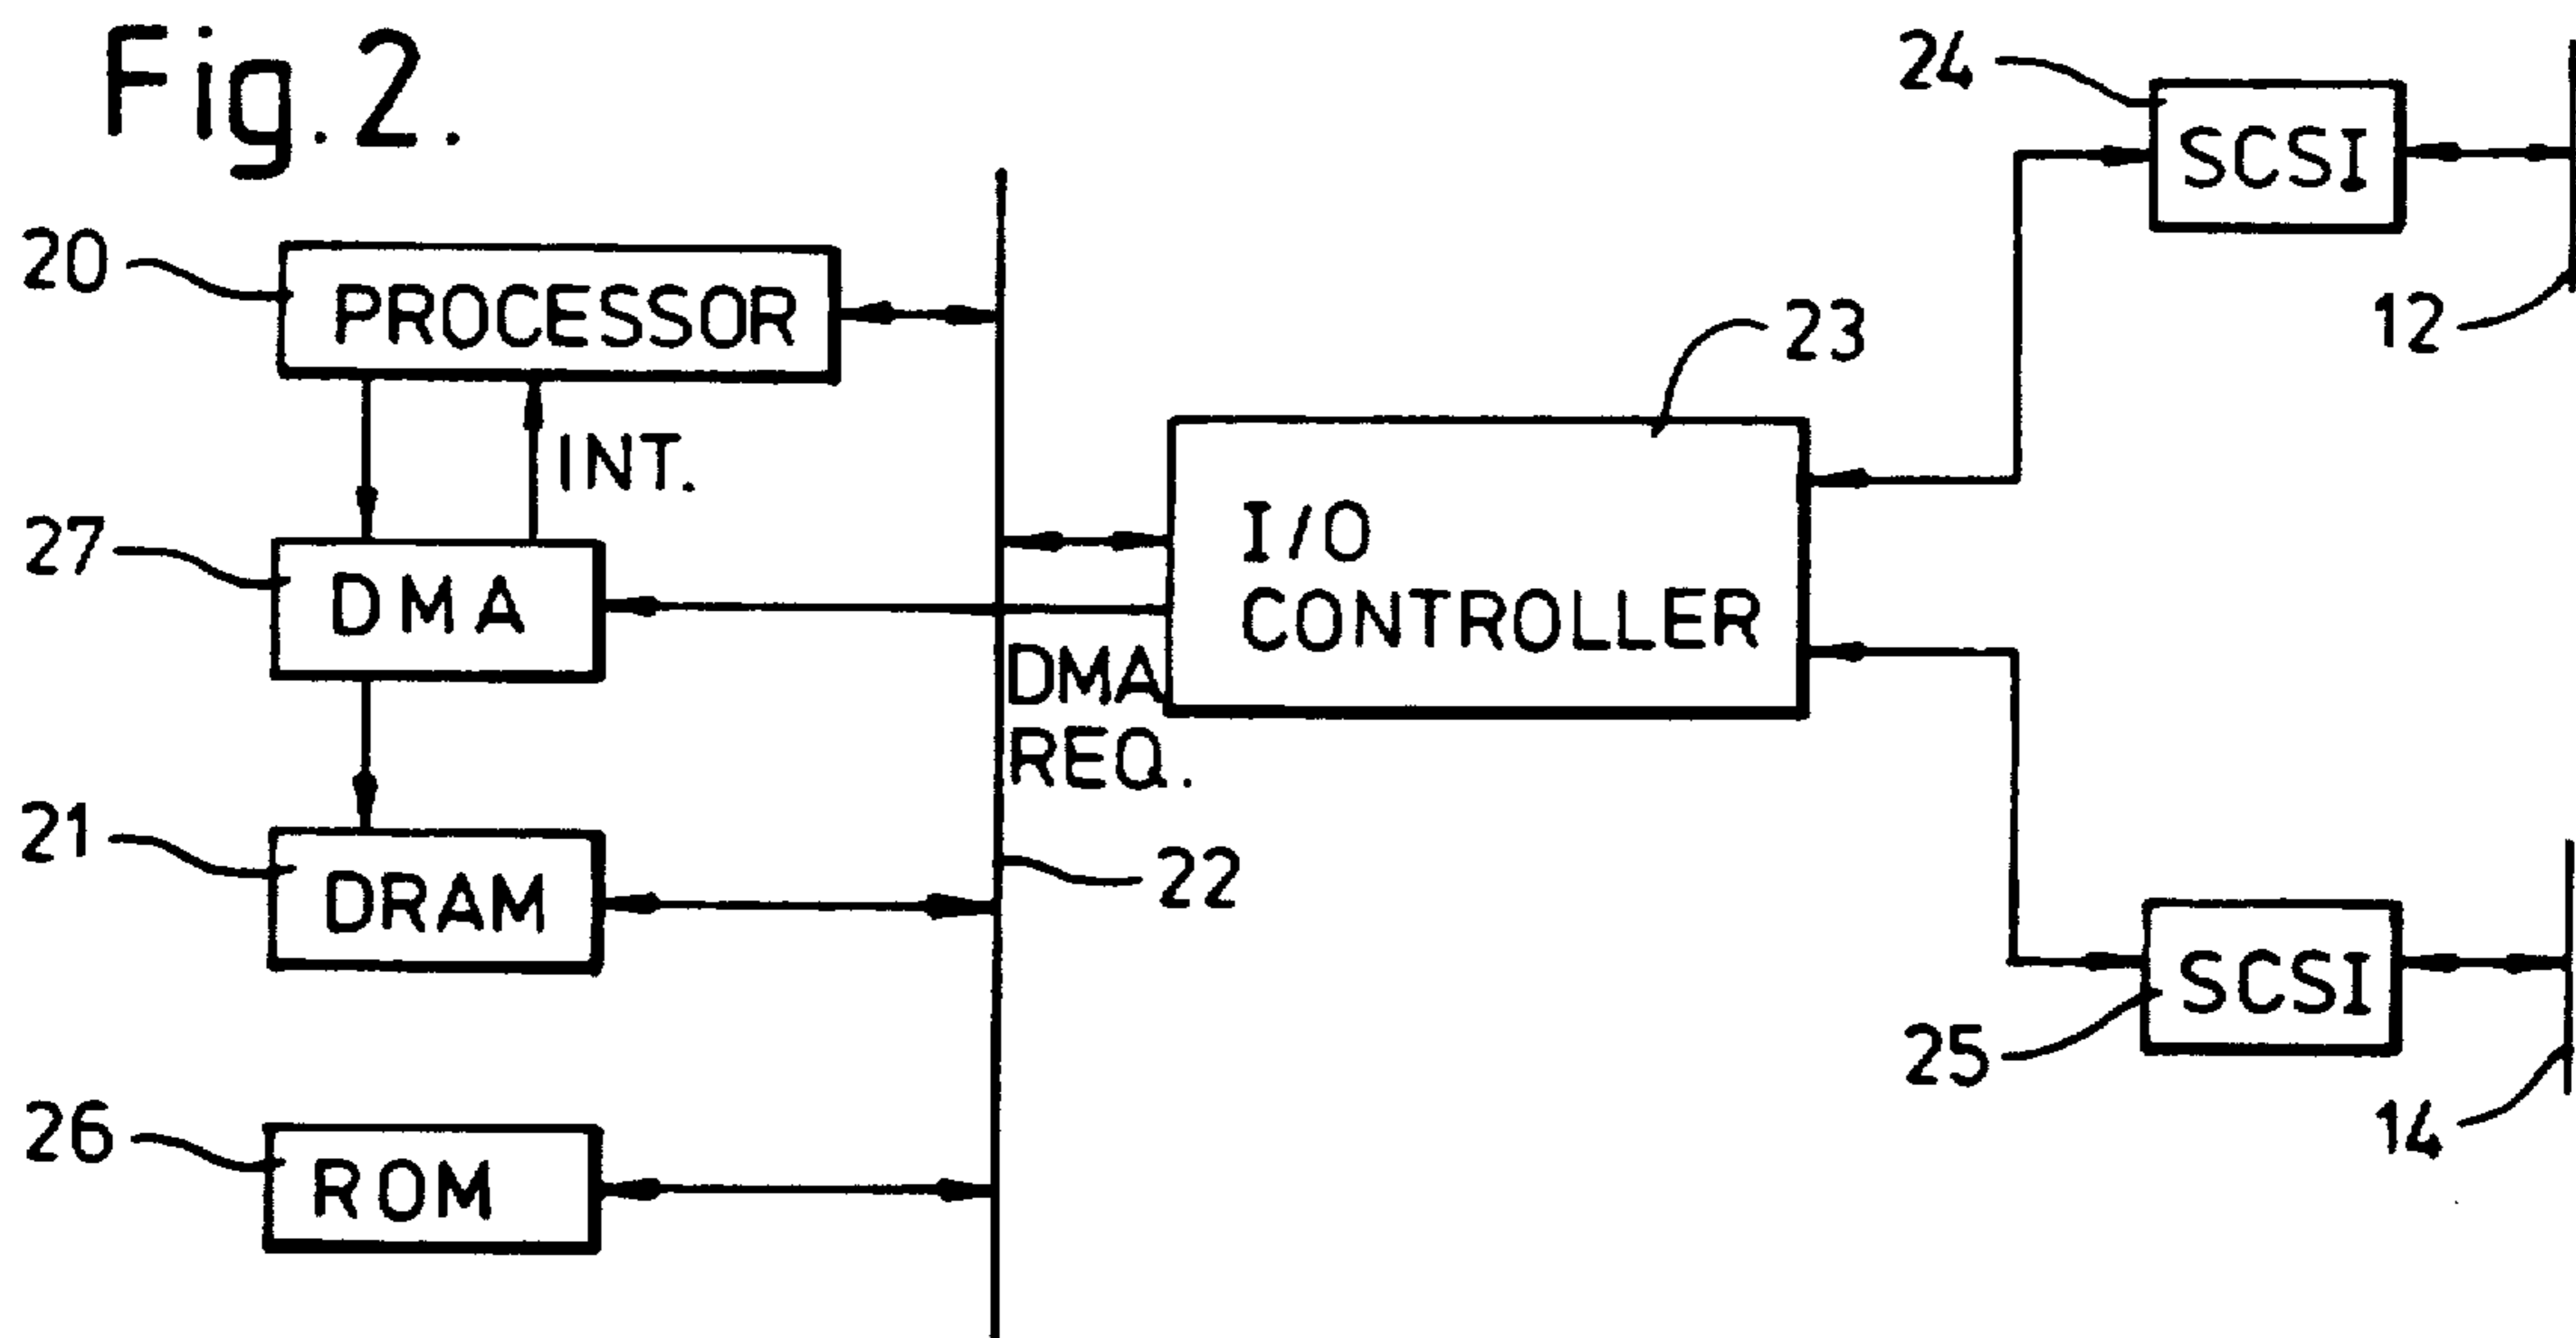 Fig. 2.
24
SCSI
12
20
PROCESSOR
23
INT.
27
DMA
I/O
CONTROLLER
DMA
REQ.
21
DRAM
22
SCSI
25
14
26
ROM